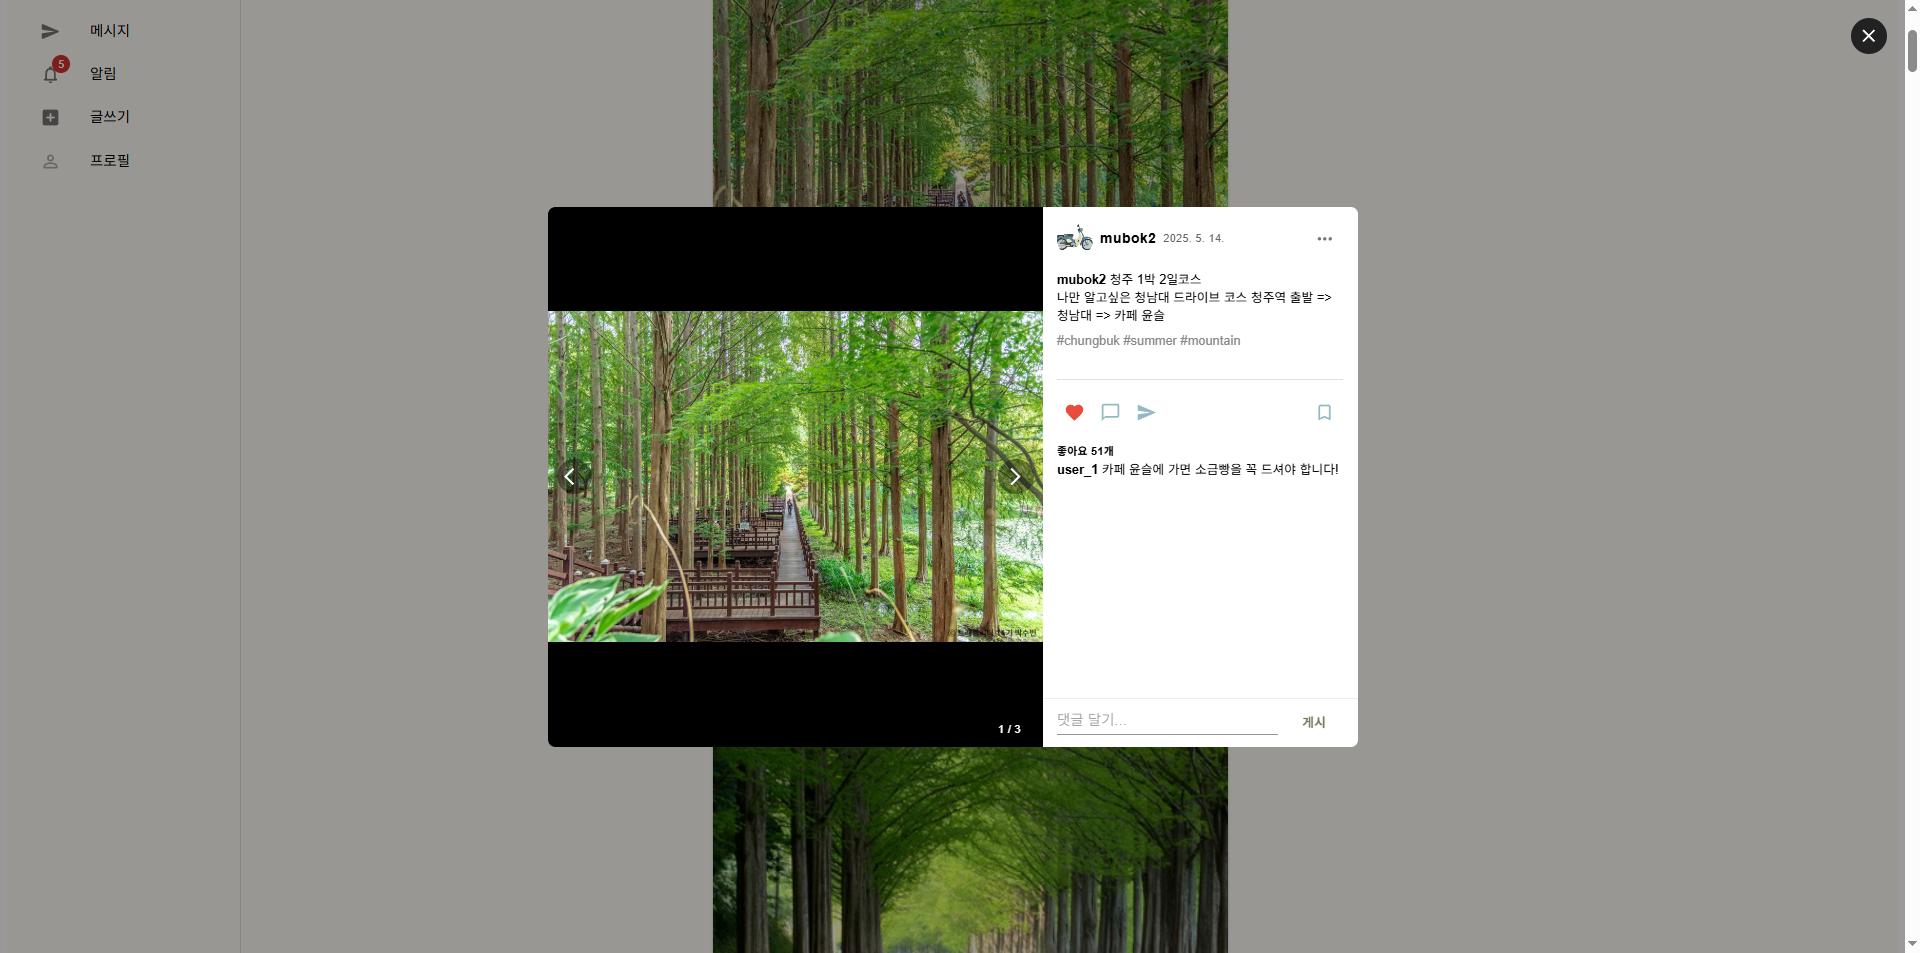 메시지
5
알림
글쓰기
프로필
mubok2 2025. 5. 14.
mubok2 청주 1박 2일코스
나만 알고싶은 청남대 드라이브 코스 청주역 출발 =>
청남대 => 카페 윤슬
#chungbuk #summer #mountain
좋아요 51개
user_1 카페 윤슬에 가면 소금빵을 꼭 드셔야 합니다!
1 / 3
댓글 달기...
게시